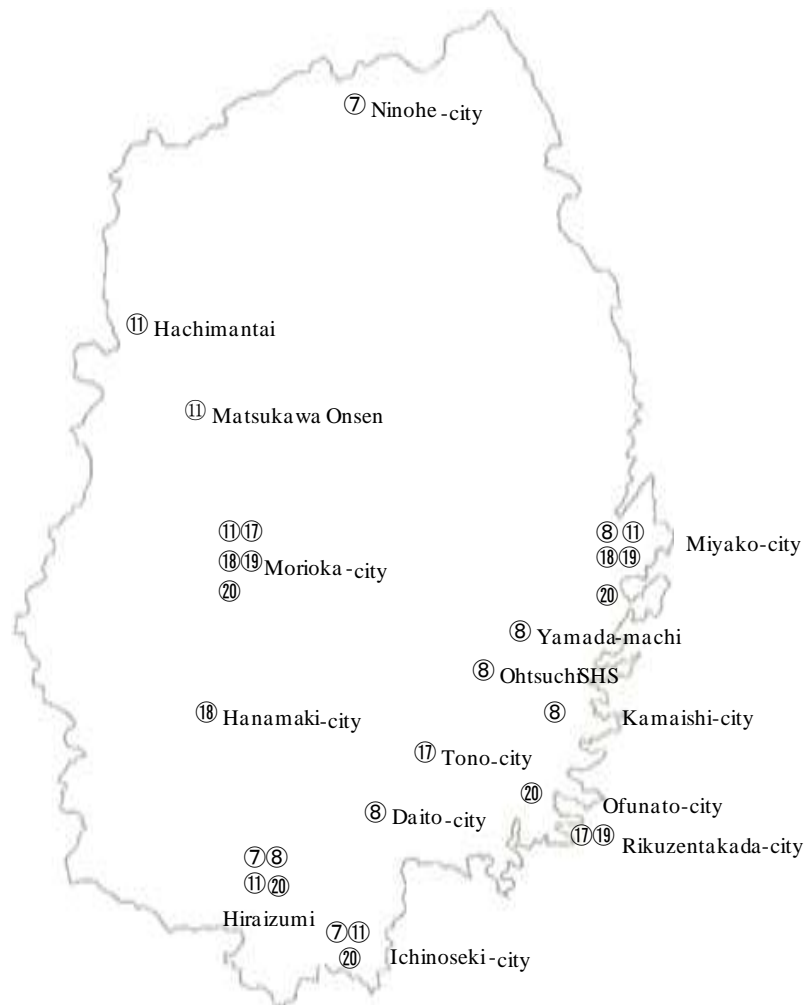 ⑦ Ninohe-city
⑪ Hachimantai
⑪ Matsukawa Onsen
⑪⑰
⑱⑲ Morioka-city
⑳
⑧ ⑪
⑱⑲
⑳
Miyako-city
⑧ Yamada-machi
⑧ OhtsuchiSHS
⑱ Hanamaki-city
⑧ Kamaishi-city
⑰ Tono-city
⑳ Ofunato-city
⑧ Daito-city
⑰⑲ Rikuzentakada-city
⑦⑧
⑪⑳
Hiraizumi
⑦⑪
⑳ Ichinoseki-city